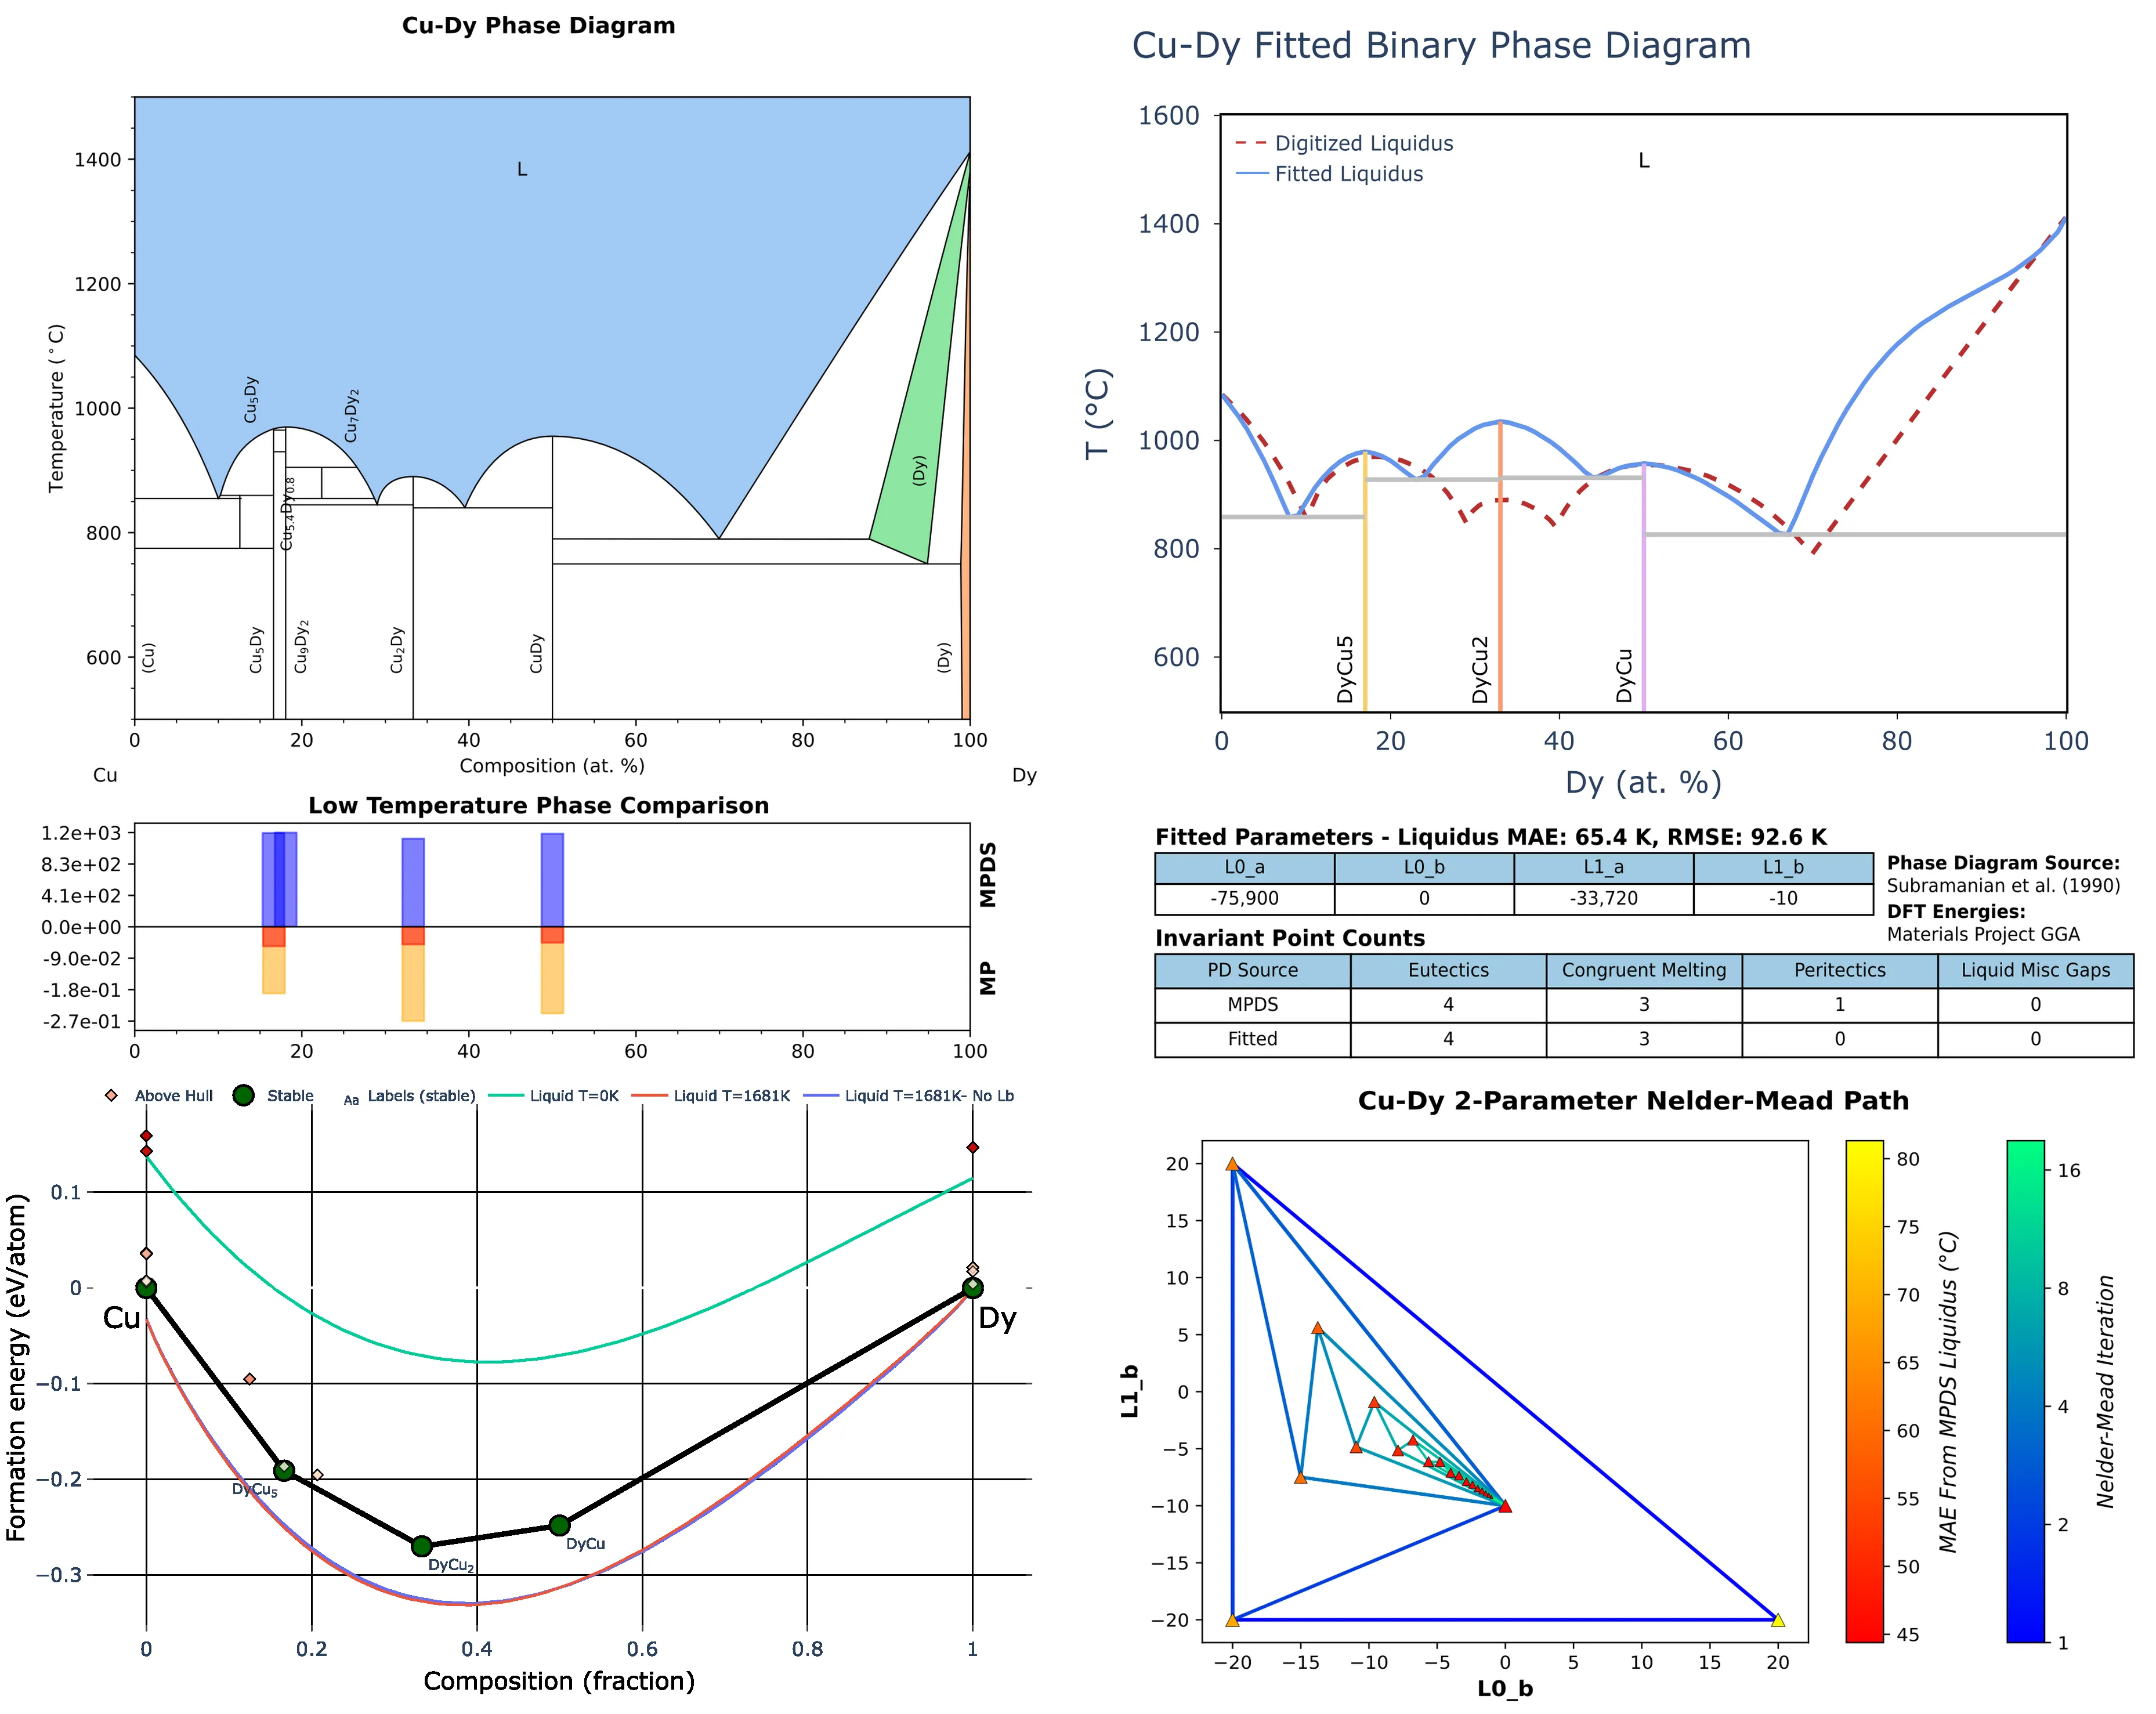 Cu-Dy Phase Diagram
Temperature (°C)
1400
1200
1000
800
600
L
Cu5Dy
Cu7Dy2
Cu5.4Dy0.8
(Dy)
(Cu)
Cu5Dy
Cu9Dy2
Cu2Dy
CuDy
(Dy)
0 20 40 60 80 100
Composition (at. %)
Cu Dy
Cu-Dy Fitted Binary Phase Diagram
T (°C)
1600
1400
1200
1000
800
600
Digitized Liquidus
Fitted Liquidus
L
DyCu5
DyCu2
DyCu
0 20 40 60 80 100
Dy (at. %)
Low Temperature Phase Comparison
1.2e+03
8.3e+02
4.1e+02
0.0e+00
-9.0e-02
-1.8e-01
-2.7e-01
MPDS
MP
0 20 40 60 80 100
Fitted Parameters - Liquidus MAE: 65.4 K, RMSE: 92.6 K
L0_a L0_b L1_a L1_b
-75,900 0 -33,720 -10
Phase Diagram Source:
Subramanian et al. (1990)
DFT Energies:
Materials Project GGA
Invariant Point Counts
PD Source Eutectics Congruent Melting Peritectics Liquid Misc Gaps
MPDS 4 3 1 0
Fitted 4 3 0 0
Above Hull Stable Aa Labels (stable) Liquid T=0K Liquid T=1681K Liquid T=1681K- No Lb
Formation energy (eV/atom)
0.1
0
−0.1
−0.2
−0.3
Cu
Dy
DyCu5
DyCu2
DyCu
0 0.2 0.4 0.6 0.8 1
Composition (fraction)
Cu-Dy 2-Parameter Nelder-Mead Path
L1_b
20
15
10
5
0
−5
−10
−15
−20
−20 −15 −10 −5 0 5 10 15 20
L0_b
80
75
70
65
60
55
50
45
MAE From MPDS Liquidus (°C)
16
8
4
2
1
Nelder-Mead Iteration